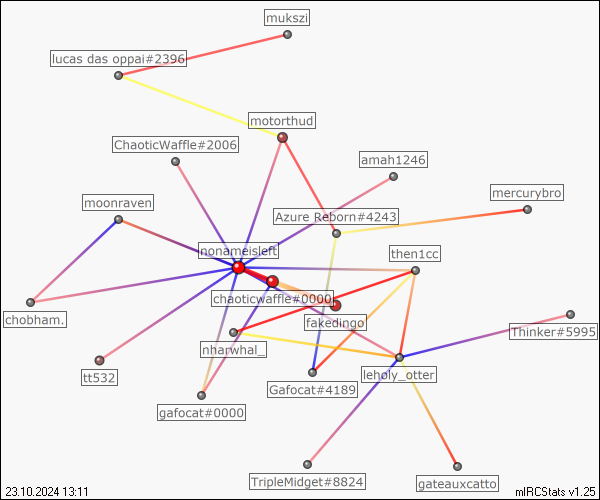 mukszi
lucas das oppai#2396
motorthud
ChaoticWaffle#2006
amah1246
mercurybro
moonraven
Azure Reborn#4243
nonameisleft
then1cc
chaoticwaffle#0000
chobham.
fakedingo
Thinker#5995
nharwhal_
tt532
leholy_otter
Gafocat#4189
gafocat#0000
TripleMidget#8824
gateauxcatto
23.10.2024 13:11
mIRCStats v1.25